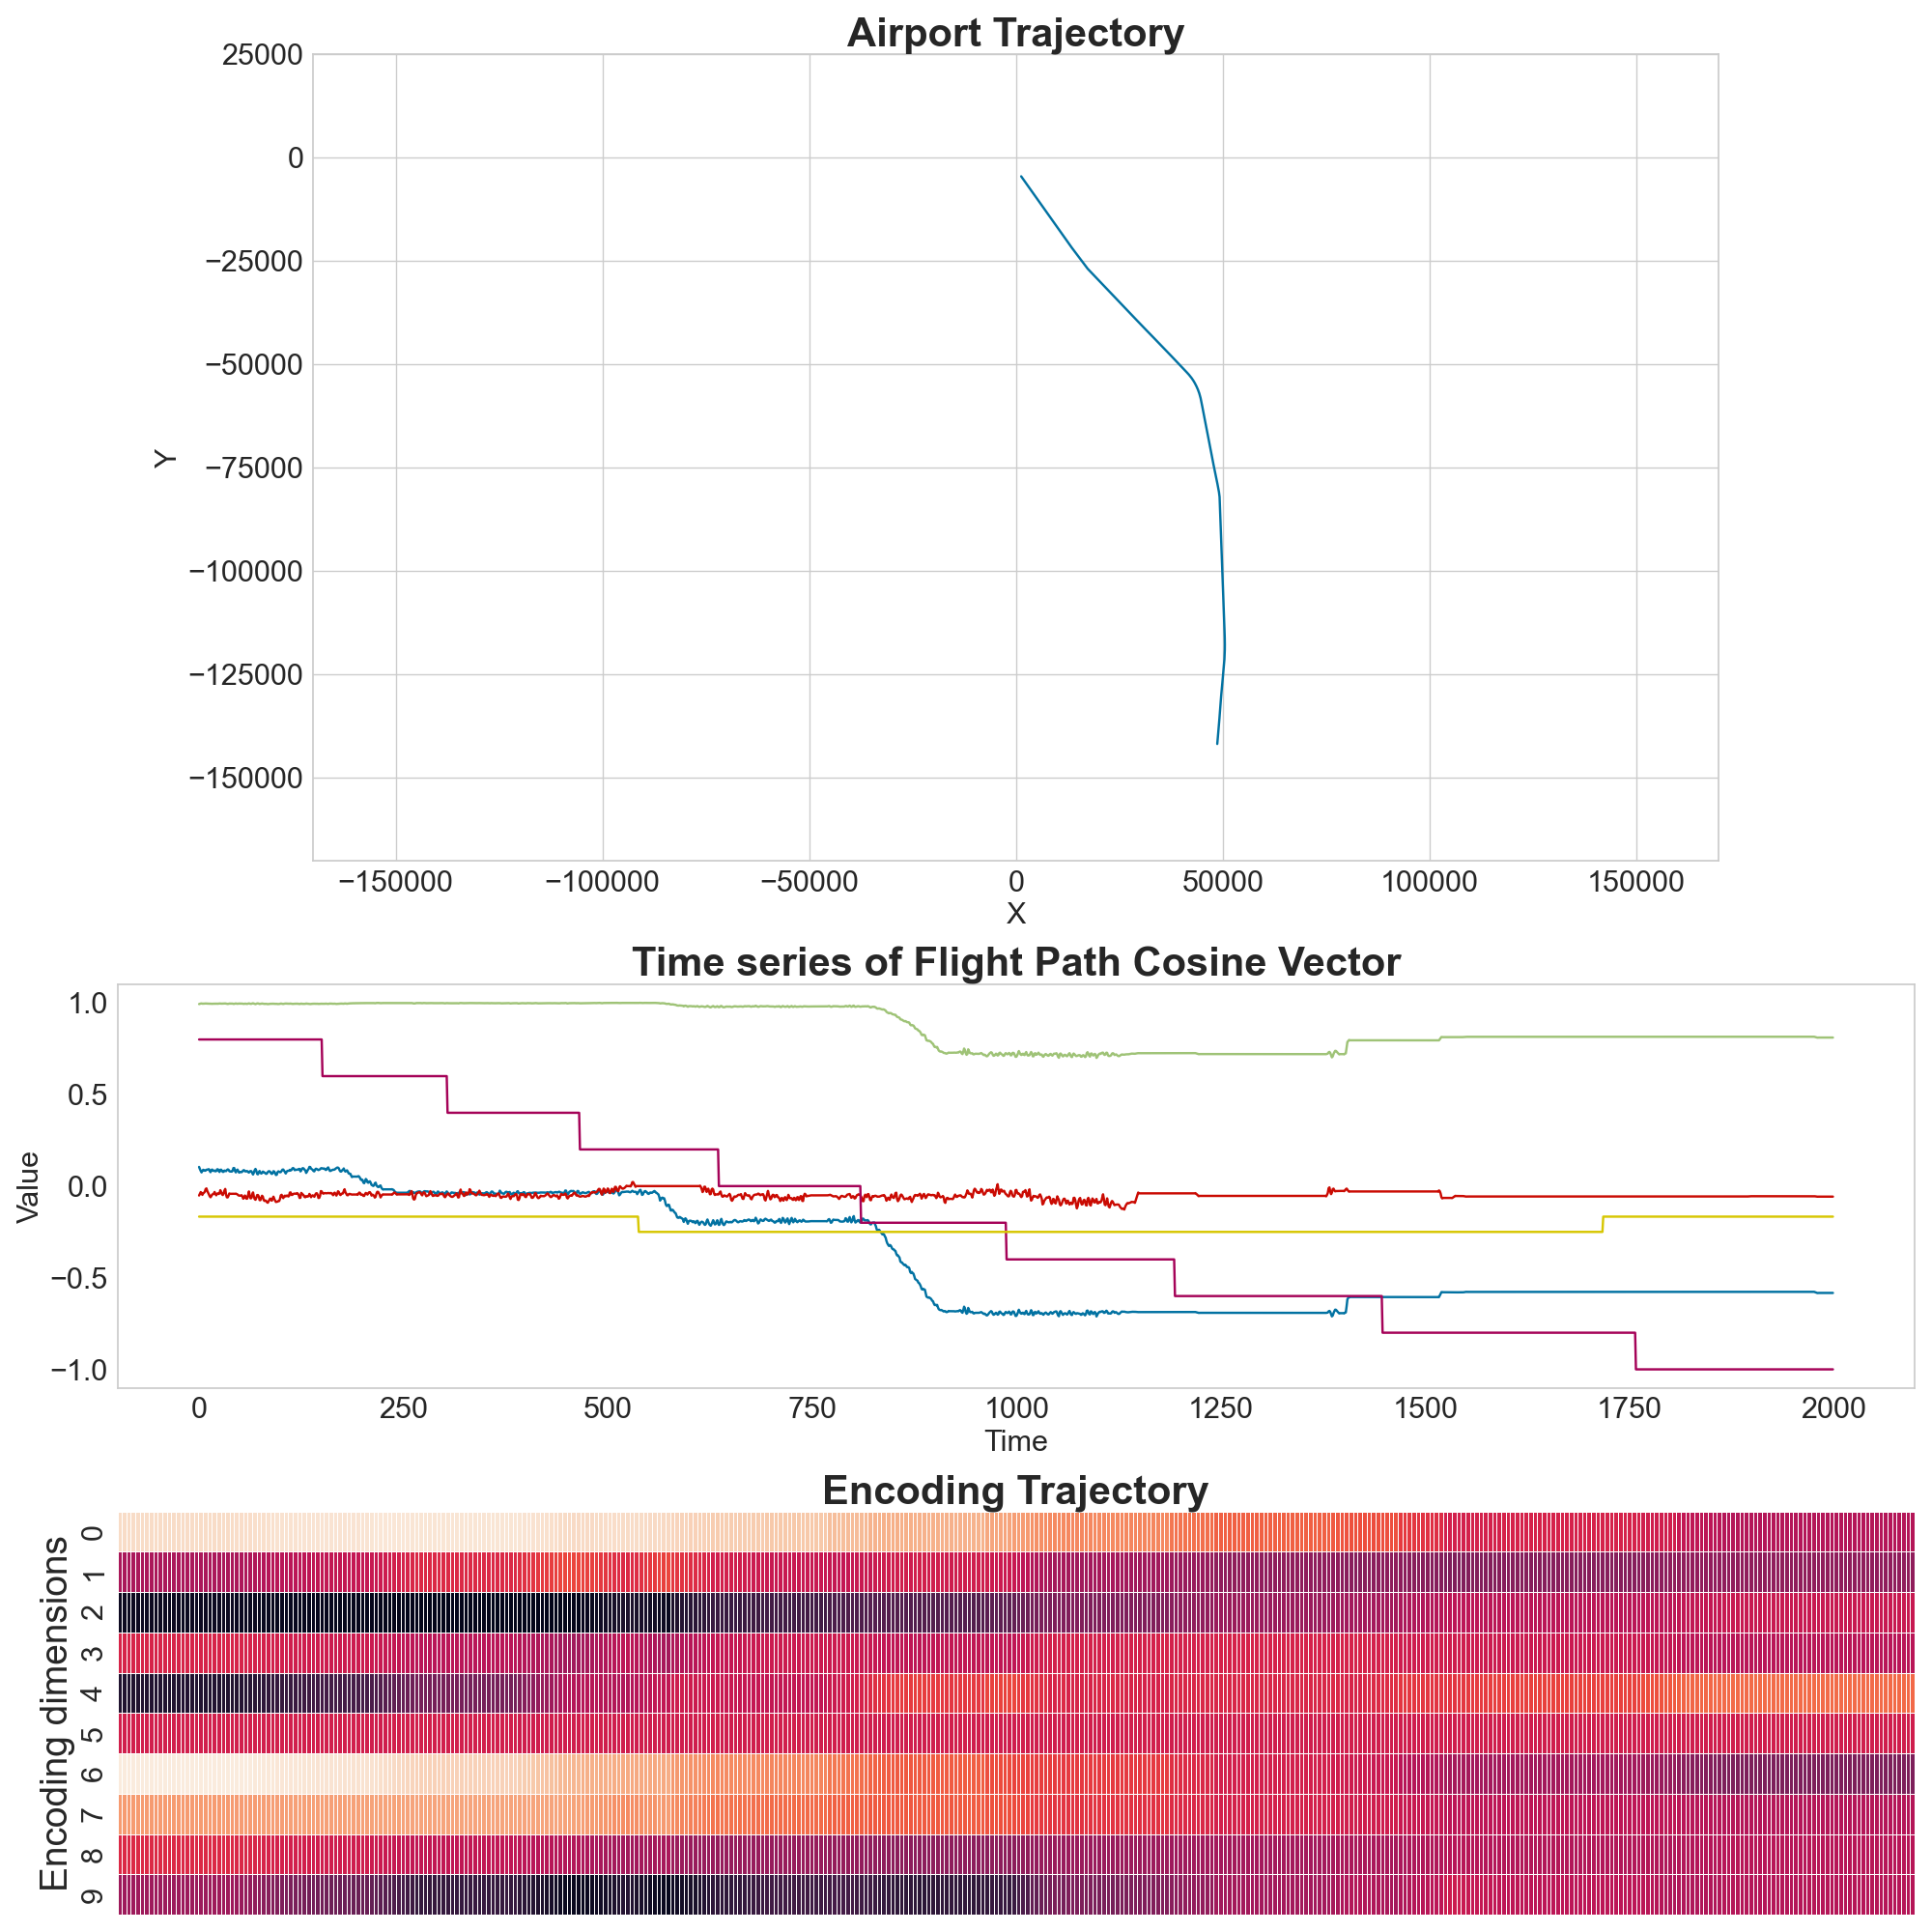 Airport Trajectory
25000
0
−25000
−50000
−75000
−100000
−125000
−150000
Y
−150000 −100000 −50000 0 50000 100000 150000
X
Time series of Flight Path Cosine Vector
1.0
0.5
0.0
−0.5
−1.0
Value
0 250 500 750 1000 1250 1500 1750 2000
Time
Encoding Trajectory
Encoding dimensions
0
1
2
3
4
5
6
7
8
9